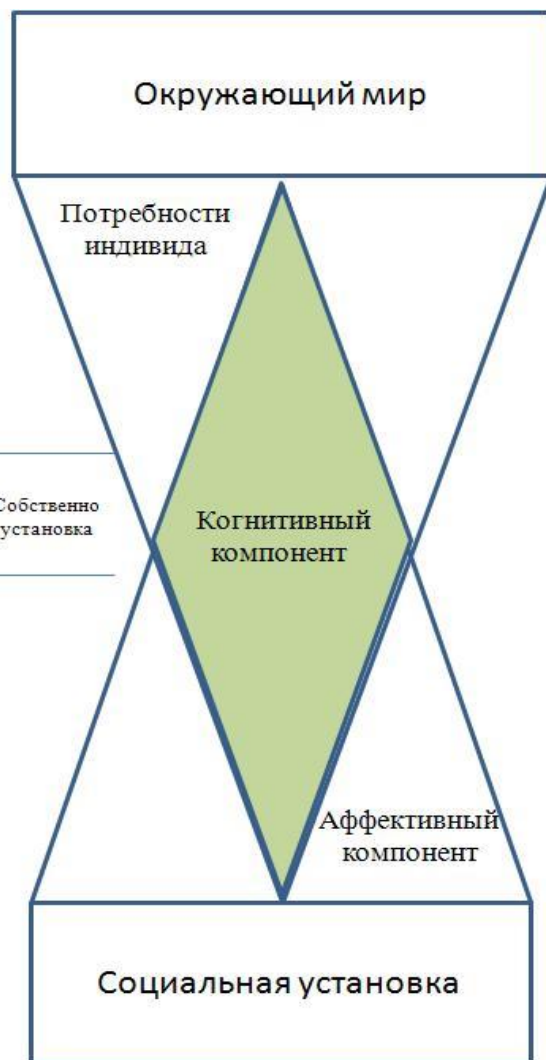 Окружающий мир
Потребности
индивида
Собственно
установка
Когнитивный
компонент
Аффективный
компонент
Социальная установка